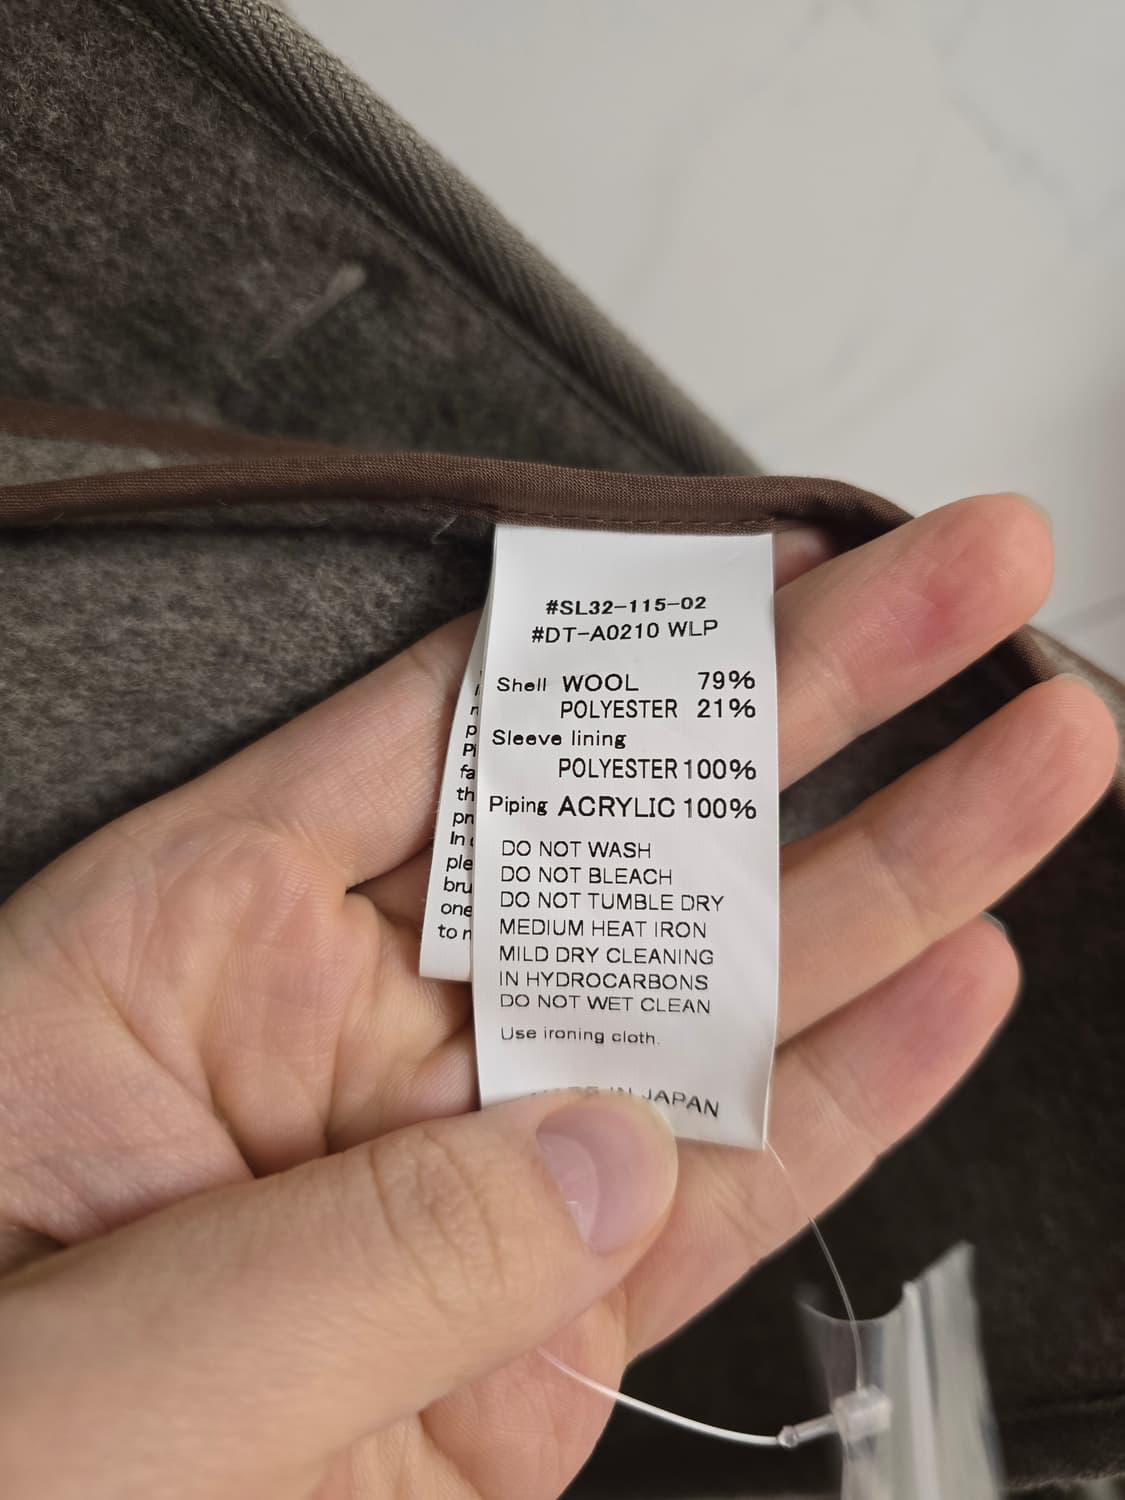 #SL32-115-02
#DT-A0210 WLP
Shell WOOL 79%
POLYESTER 21%
Sleeve lining
POLYESTER 100%
Piping ACRYLIC 100%
DO NOT WASH
DO NOT BLEACH
DO NOT TUMBLE DRY
MEDIUM HEAT IRON
MILD DRY CLEANING
IN HYDROCARBONS
DO NOT WET CLEAN
Use ironing cloth.
IN JAPAN